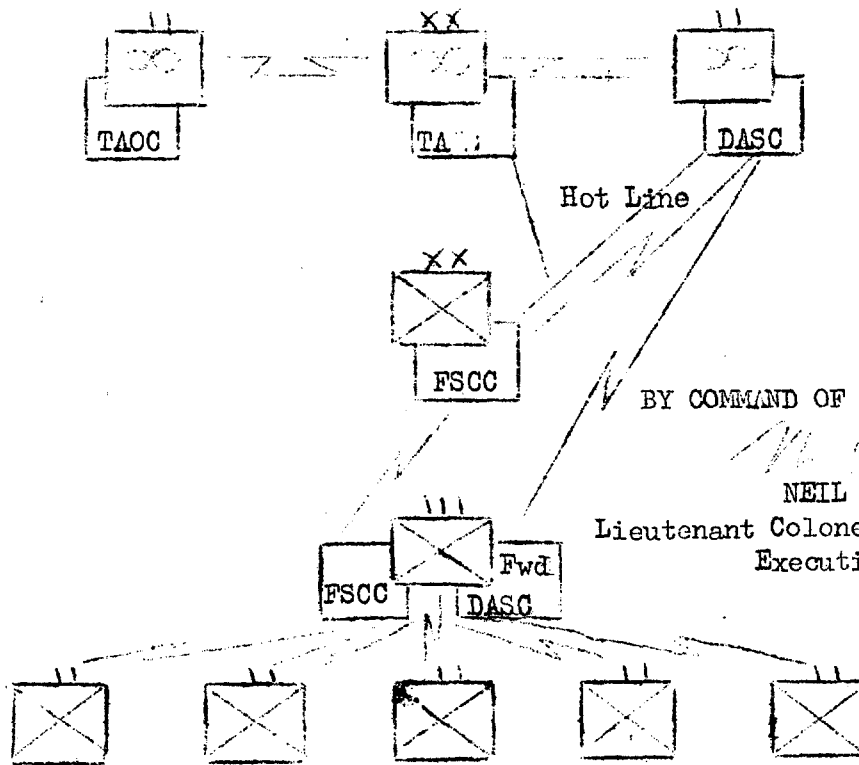 TAOC
DASC
Hot Line
FSCC
BY COMMAND OF
NEIL
Lieutenant Colone
Executi
FSCC
Fwd
DASC